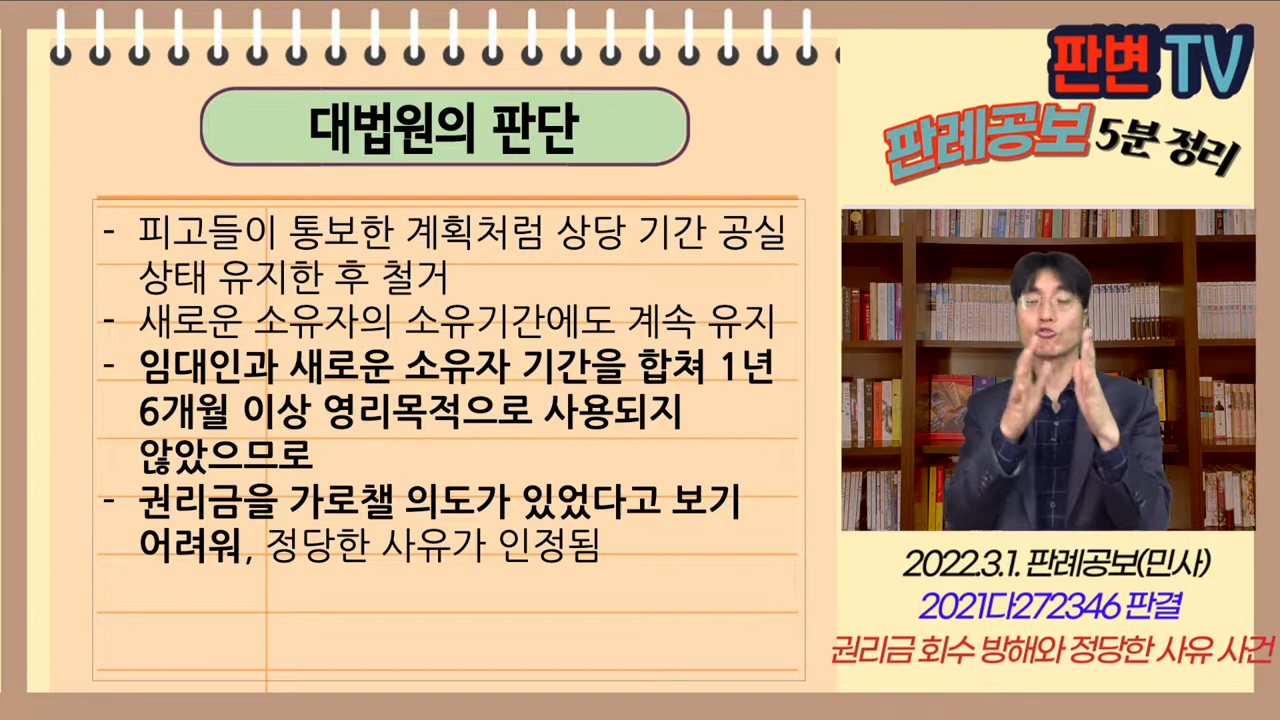 판변 TV
판례공보 5분 정리
대법원의 판단
- 피고들이 통보한 계획처럼 상당 기간 공실
상태 유지한 후 철거
- 새로운 소유자의 소유기간에도 계속 유지
- 임대인과 새로운 소유자 기간을 합쳐 1년
6개월 이상 영리목적으로 사용되지
않았으므로
- 권리금을 가로챌 의도가 있었다고 보기
어려워, 정당한 사유가 인정됨
2022.3.1. 판례공보(민사)
2021다272346 판결
권리금 회수 방해와 정당한 사유 사건